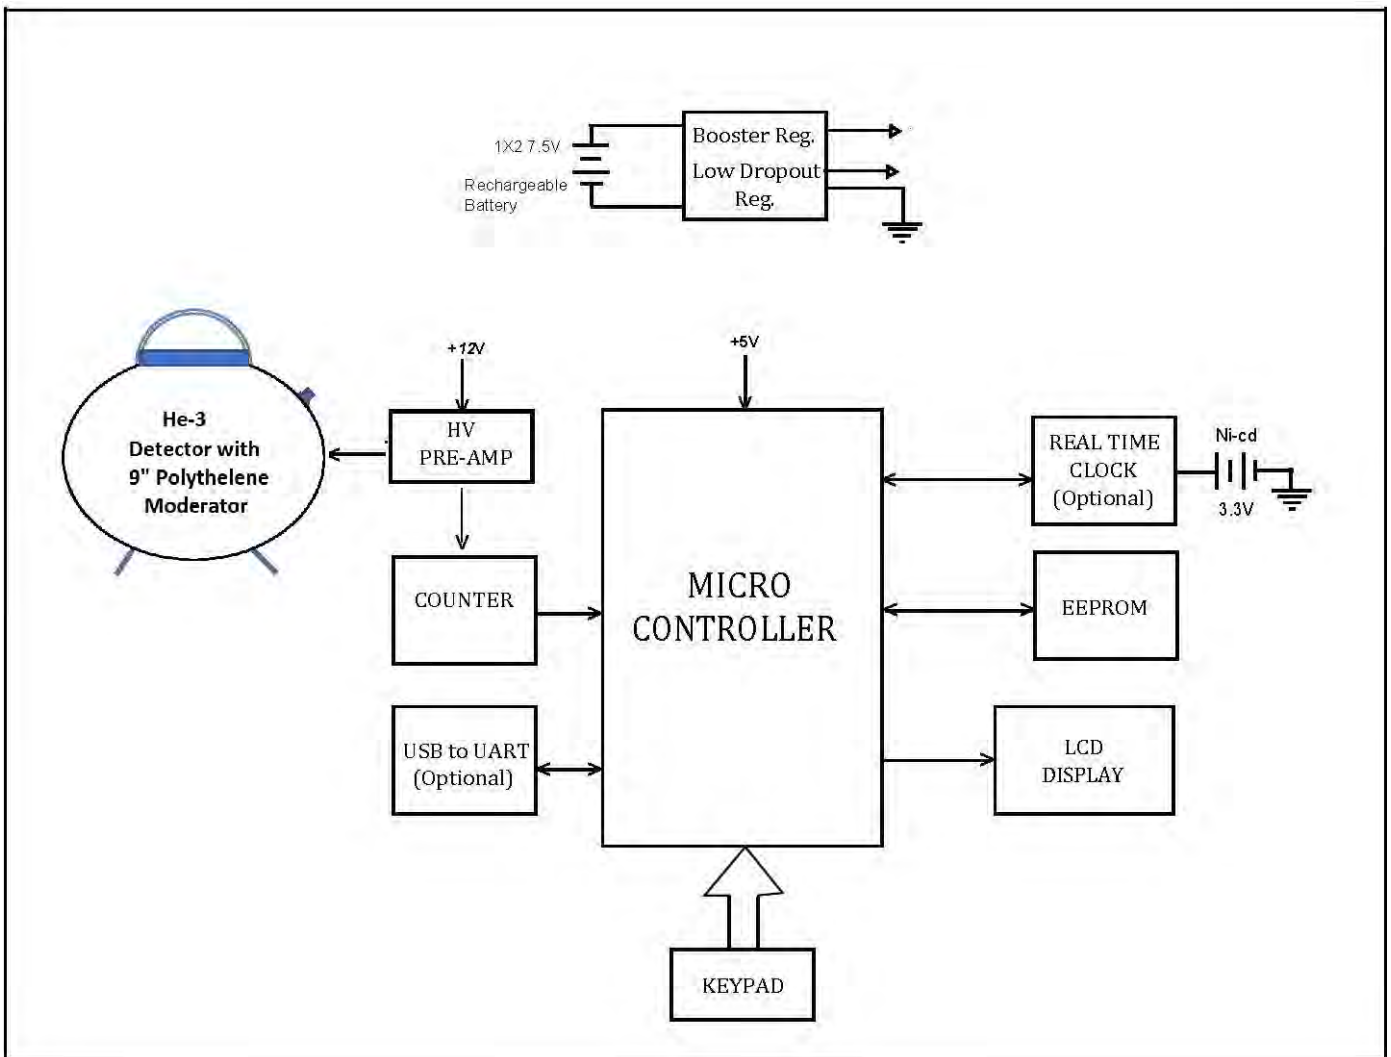 1X2 7.5V
Rechargeable
Battery
Booster Reg.
Low Dropout
Reg.
+12V
+5V
He-3
Detector with
9" Polythelene
Moderator
HV
PRE-AMP
REAL TIME
CLOCK
(Optional)
Ni-cd
3.3V
COUNTER
MICRO
CONTROLLER
EEPROM
USB to UART
(Optional)
LCD
DISPLAY
KEYPAD